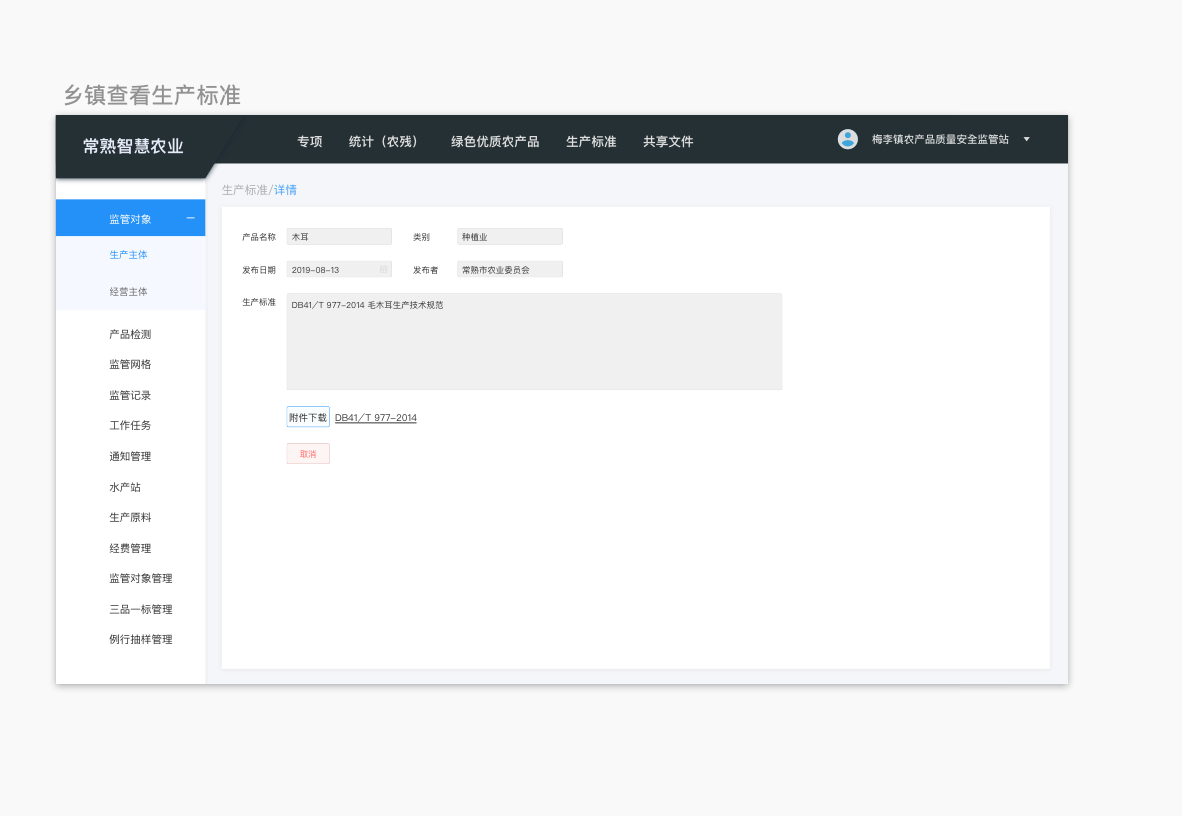 乡镇查看生产标准
常熟智慧农业
专项 统计（农残） 绿色优质农产品 生产标准 共享文件
梅李镇农产品质量安全监管站
生产标准/详情
监管对象
生产主体
经营主体
产品检测
监管网格
监管记录
工作任务
通知管理
水产站
生产原料
经费管理
监管对象管理
三品一标管理
例行抽样管理
产品名称 木耳 类别 种植业
发布日期 2019-08-13 发布者 常熟市农业委员会
生产标准 DB41/T 977-2014 毛木耳生产技术规范
附件下载 DB41/T 977-2014
取消